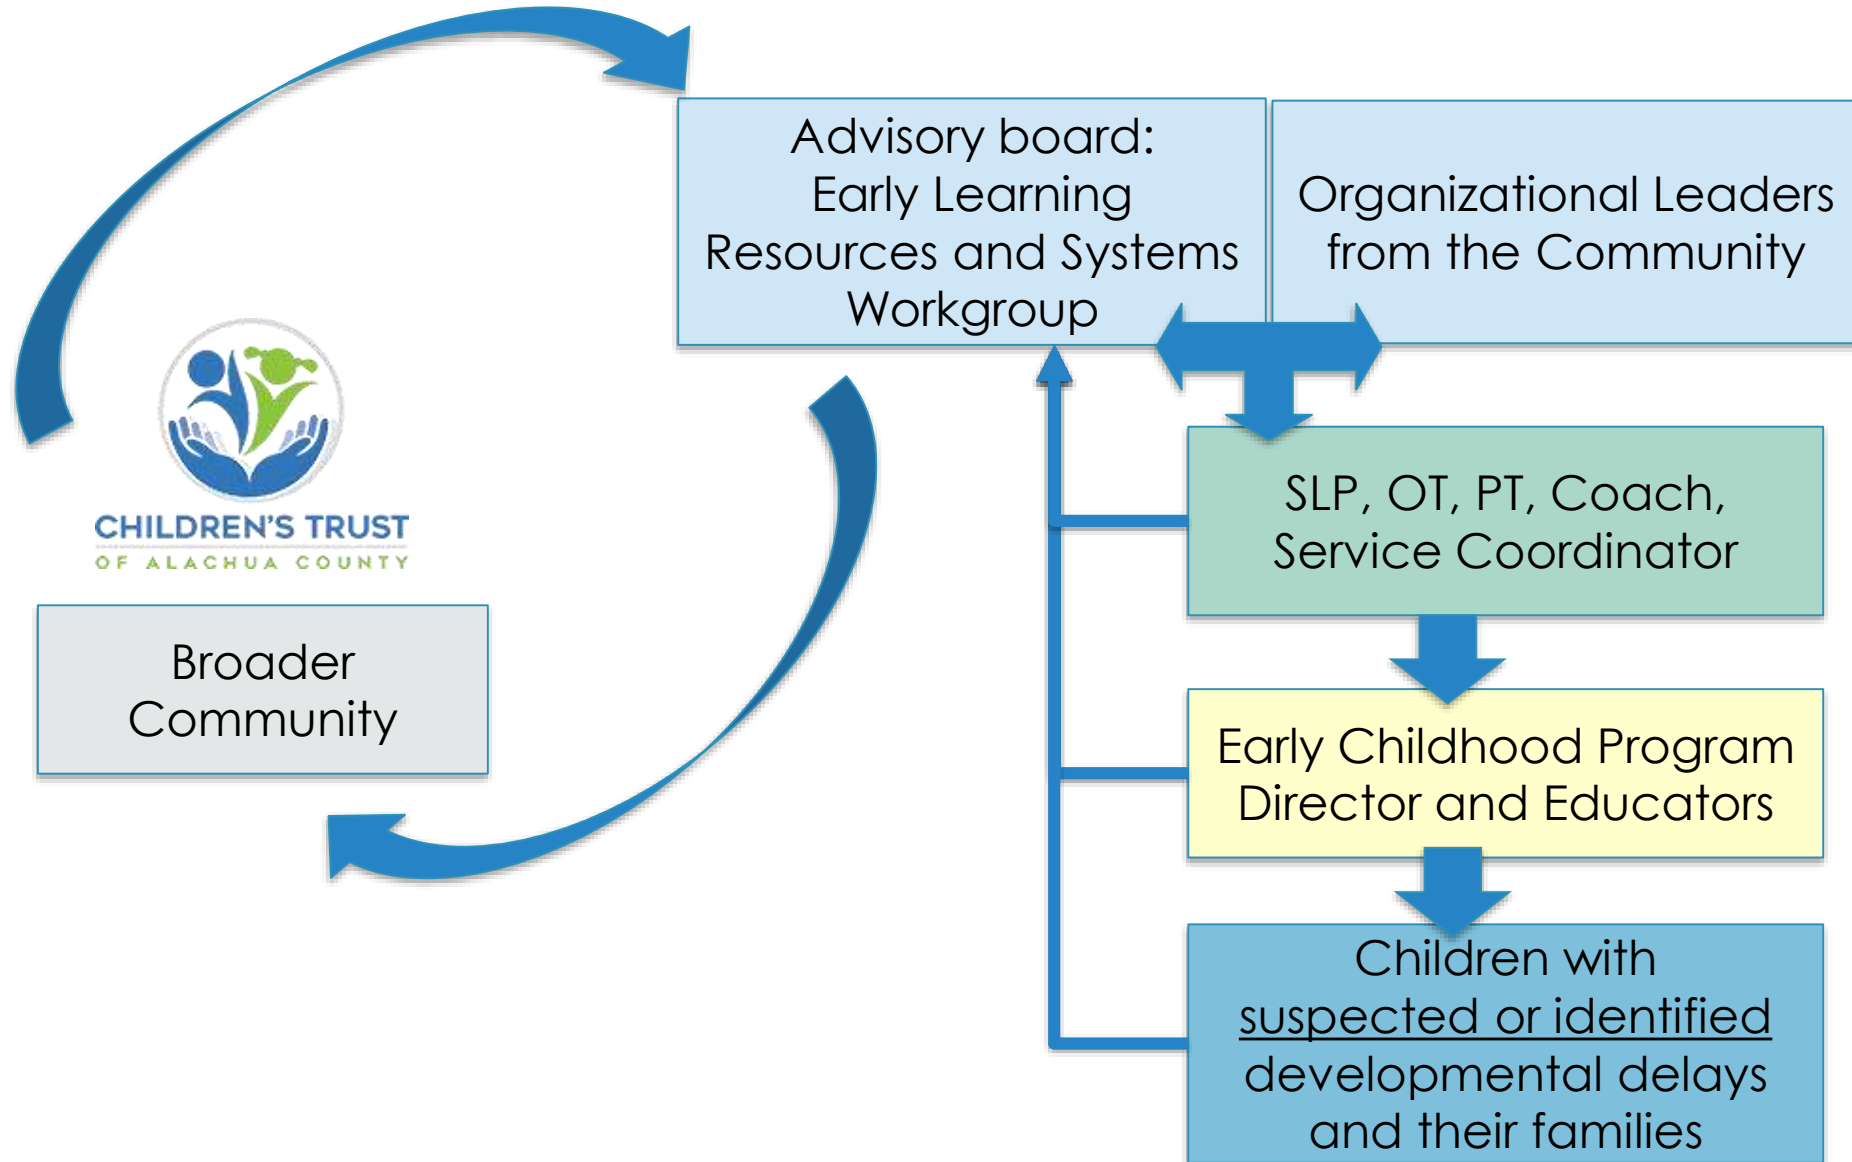 Advisory board:
Early Learning
Resources and Systems
Workgroup
Organizational Leaders
from the Community
CHILDREN'S TRUST
OF ALACHUA COUNTY
Broader
Community
SLP, OT, PT, Coach,
Service Coordinator
Early Childhood Program
Director and Educators
Children with
suspected or identified
developmental delays
and their families